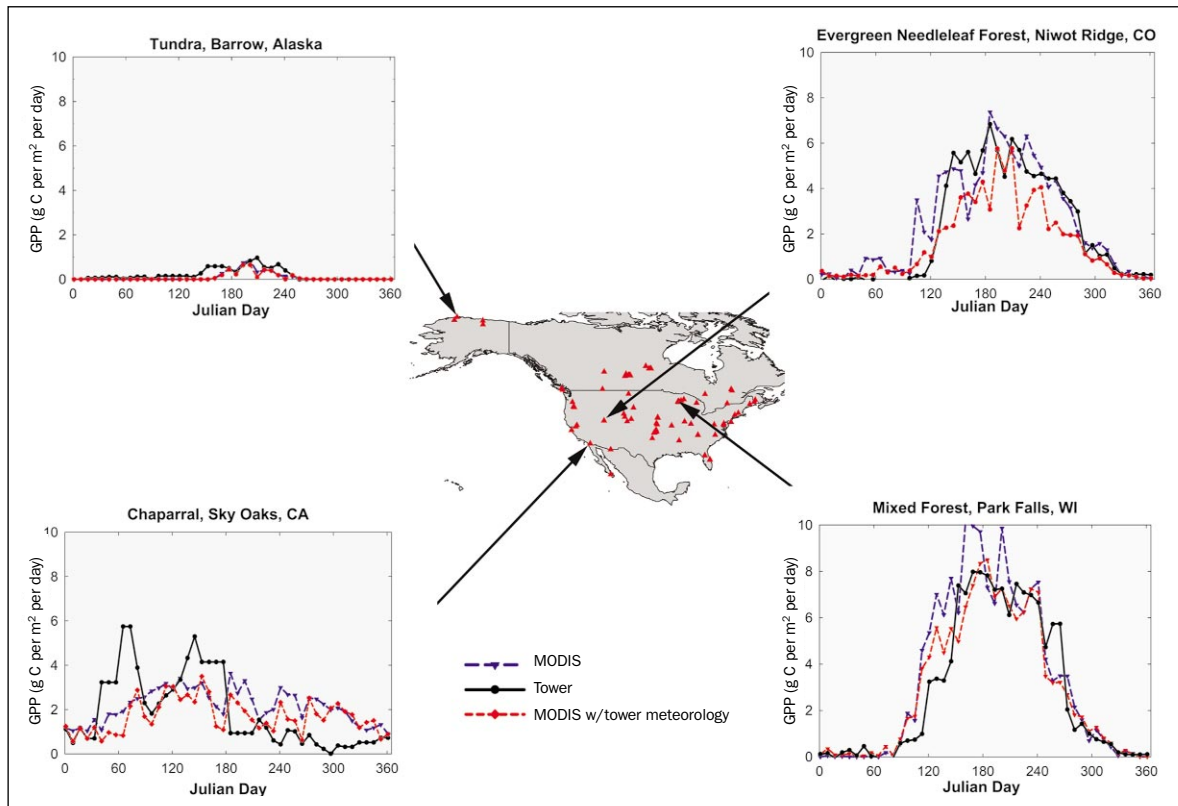 Tundra, Barrow, Alaska
10
8
6
4
2
0
GPP (g C per m² per day)
0 60 120 180 240 300 360
Julian Day
Evergreen Needleleaf Forest, Niwot Ridge, CO
10
8
6
4
2
0
GPP (g C per m² per day)
0 60 120 180 240 300 360
Julian Day
Chaparral, Sky Oaks, CA
10
8
6
4
2
0
GPP (g C per m² per day)
0 60 120 180 240 300 360
Julian Day
MODIS
Tower
MODIS w/tower meteorology
Mixed Forest, Park Falls, WI
10
8
6
4
2
0
GPP (g C per m² per day)
0 60 120 180 240 300 360
Julian Day